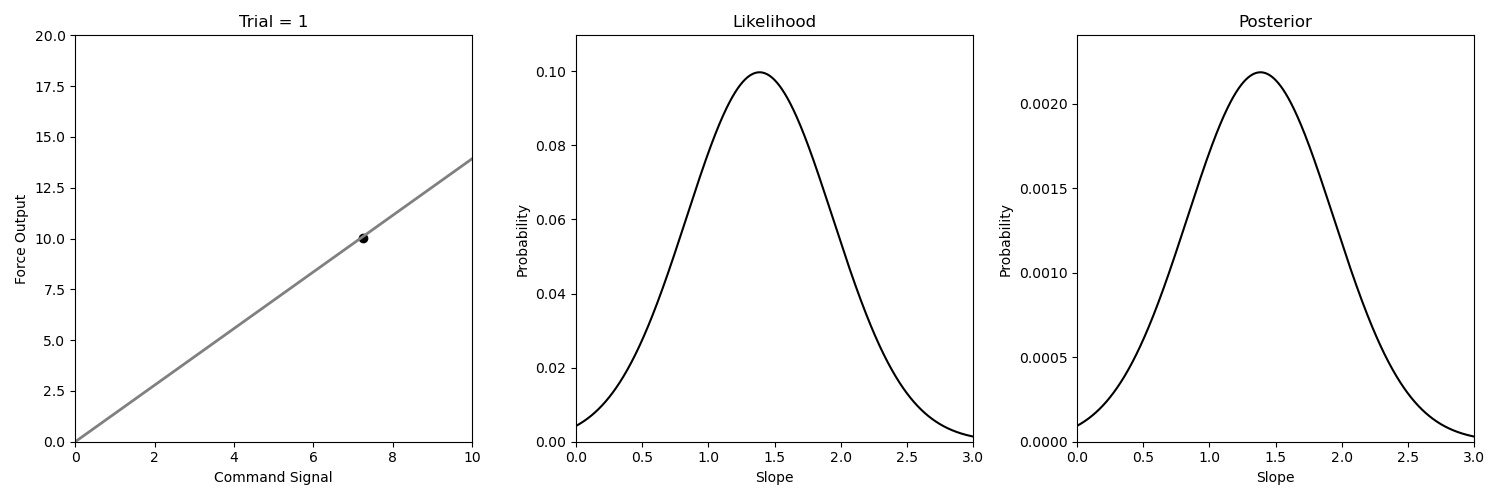 Trial = 1
20.0
17.5
15.0
12.5
10.0
7.5
5.0
2.5
0.0
Force Output
0 2 4 6 8 10
Command Signal
Likelihood
0.10
0.08
0.06
0.04
0.02
0.00
Probability
0.0 0.5 1.0 1.5 2.0 2.5 3.0
Slope
Posterior
0.0020
0.0015
0.0010
0.0005
0.0000
Probability
0.0 0.5 1.0 1.5 2.0 2.5 3.0
Slope